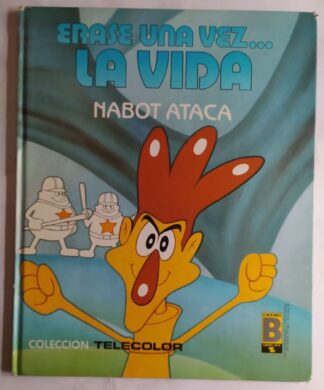 ERASE UNA VEZ...
LA VIDA
NABOT ATACA
COLECCION TELECOLOR
B